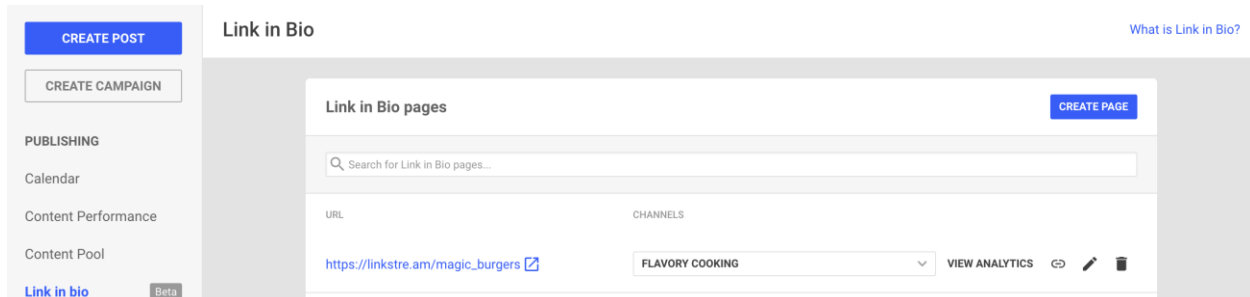 CREATE POST
CREATE CAMPAIGN
PUBLISHING
Calendar
Content Performance
Content Pool
Link in bio Beta
Link in Bio
What is Link in Bio?
Link in Bio pages
CREATE PAGE
Search for Link in Bio pages...
URL CHANNELS
https://linkstre.am/magic_burgers FLAVORY COOKING VIEW ANALYTICS